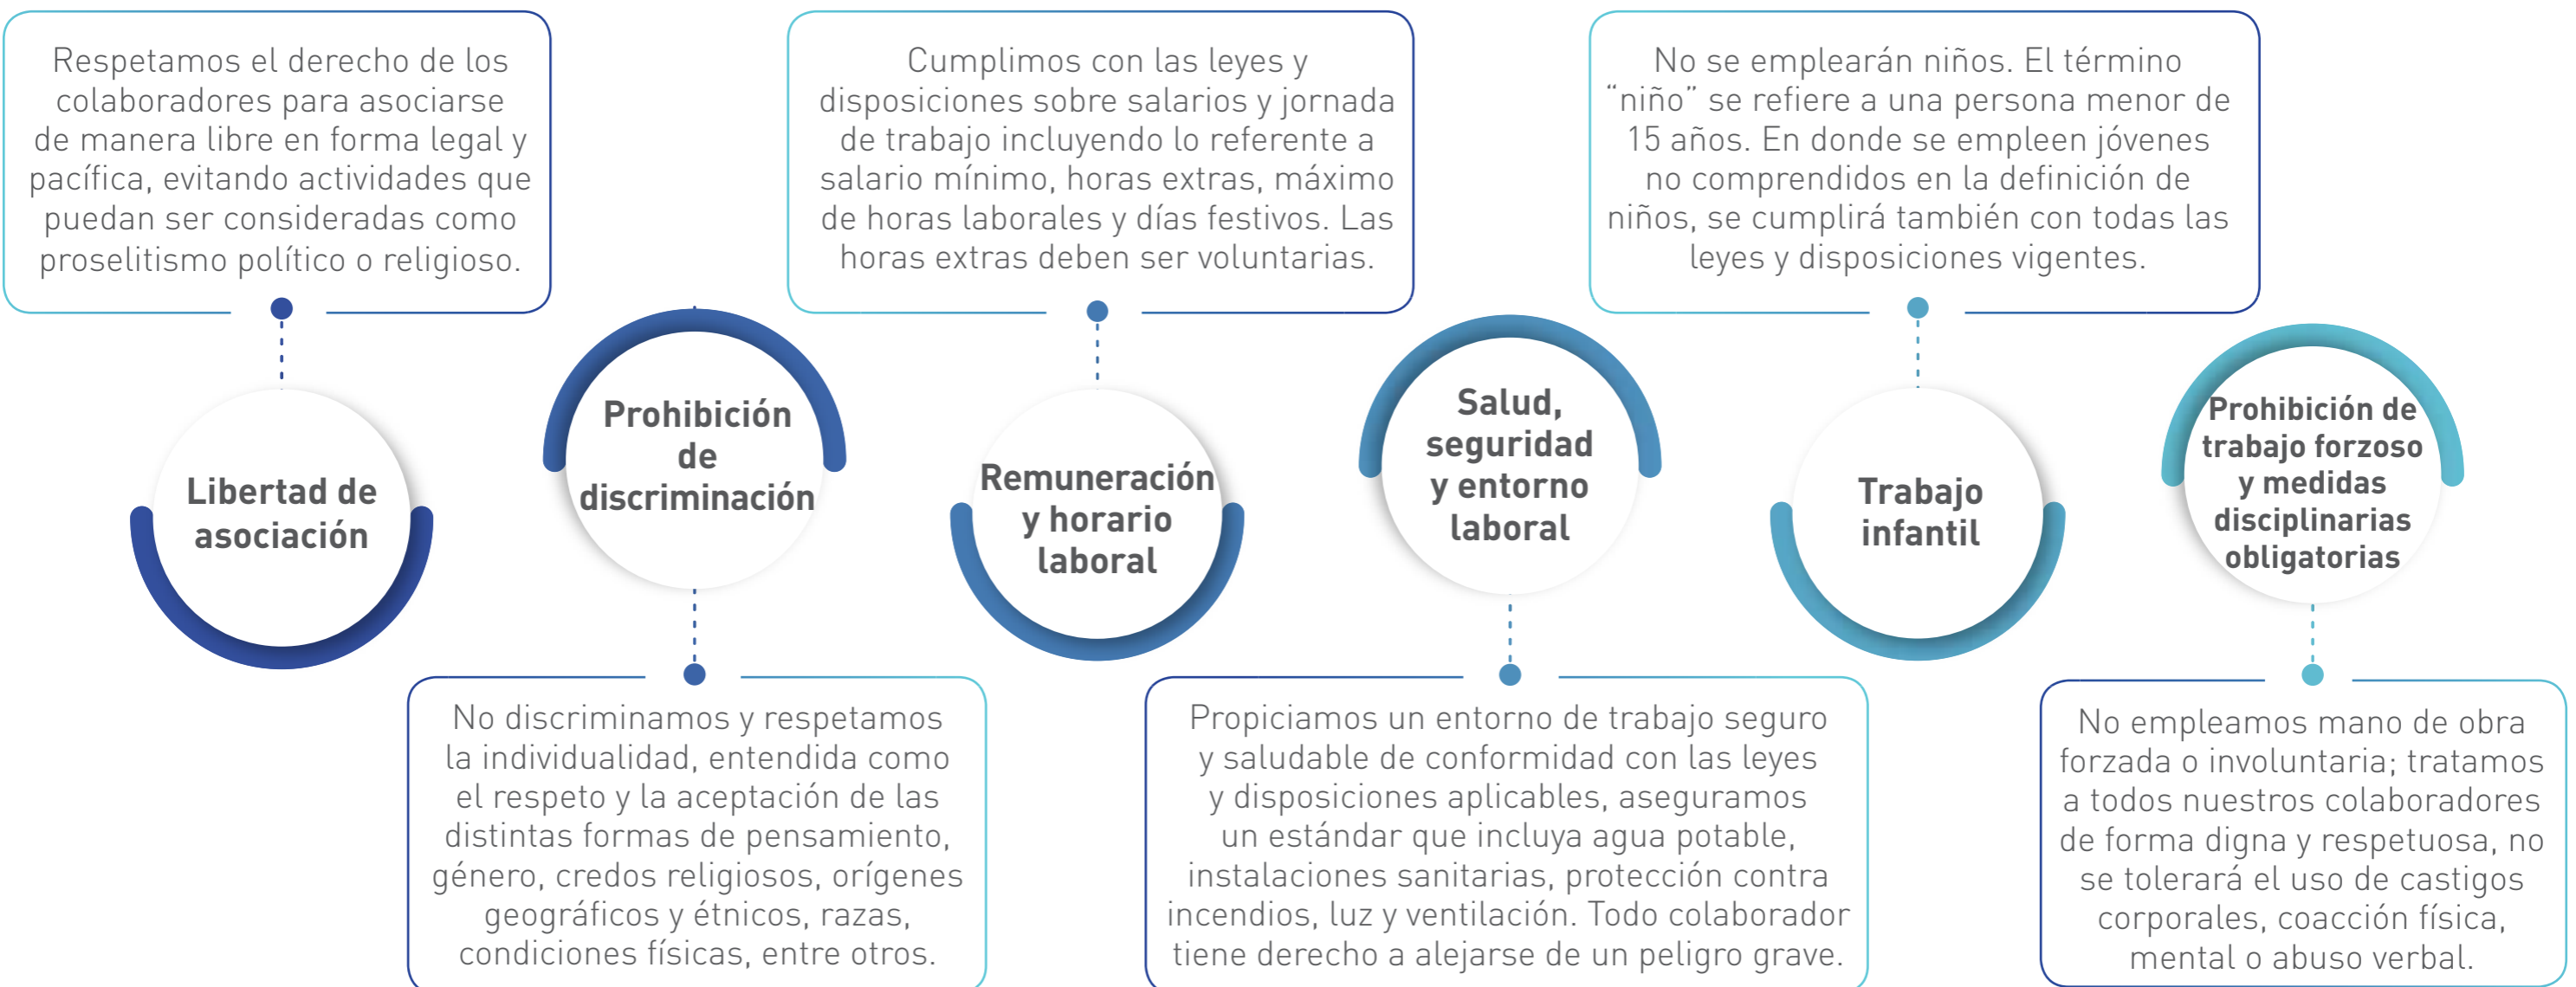 Respetamos el derecho de los
colaboradores para asociarse
de manera libre en forma legal y
pacífica, evitando actividades que
puedan ser consideradas como
proselitismo político o religioso.
Libertad de
asociación
Prohibición
de
discriminación
No discriminamos y respetamos
la individualidad, entendida como
el respeto y la aceptación de las
distintas formas de pensamiento,
género, credos religiosos, orígenes
geográficos y étnicos, razas,
condiciones físicas, entre otros.
Cumplimos con las leyes y
disposiciones sobre salarios y jornada
de trabajo incluyendo lo referente a
salario mínimo, horas extras, máximo
de horas laborales y días festivos. Las
horas extras deben ser voluntarias.
Remuneración
y horario
laboral
Salud,
seguridad
y entorno
laboral
Propiciamos un entorno de trabajo seguro
y saludable de conformidad con las leyes
y disposiciones aplicables, aseguramos
un estándar que incluya agua potable,
instalaciones sanitarias, protección contra
incendios, luz y ventilación. Todo colaborador
tiene derecho a alejarse de un peligro grave.
No se emplearán niños. El término
“niño” se refiere a una persona menor de
15 años. En donde se empleen jóvenes
no comprendidos en la definición de
niños, se cumplirá también con todas las
leyes y disposiciones vigentes.
Trabajo
infantil
Prohibición de
trabajo forzoso
y medidas
disciplinarias
obligatorias
No empleamos mano de obra
forzada o involuntaria; tratamos
a todos nuestros colaboradores
de forma digna y respetuosa, no
se tolerará el uso de castigos
corporales, coacción física,
mental o abuso verbal.